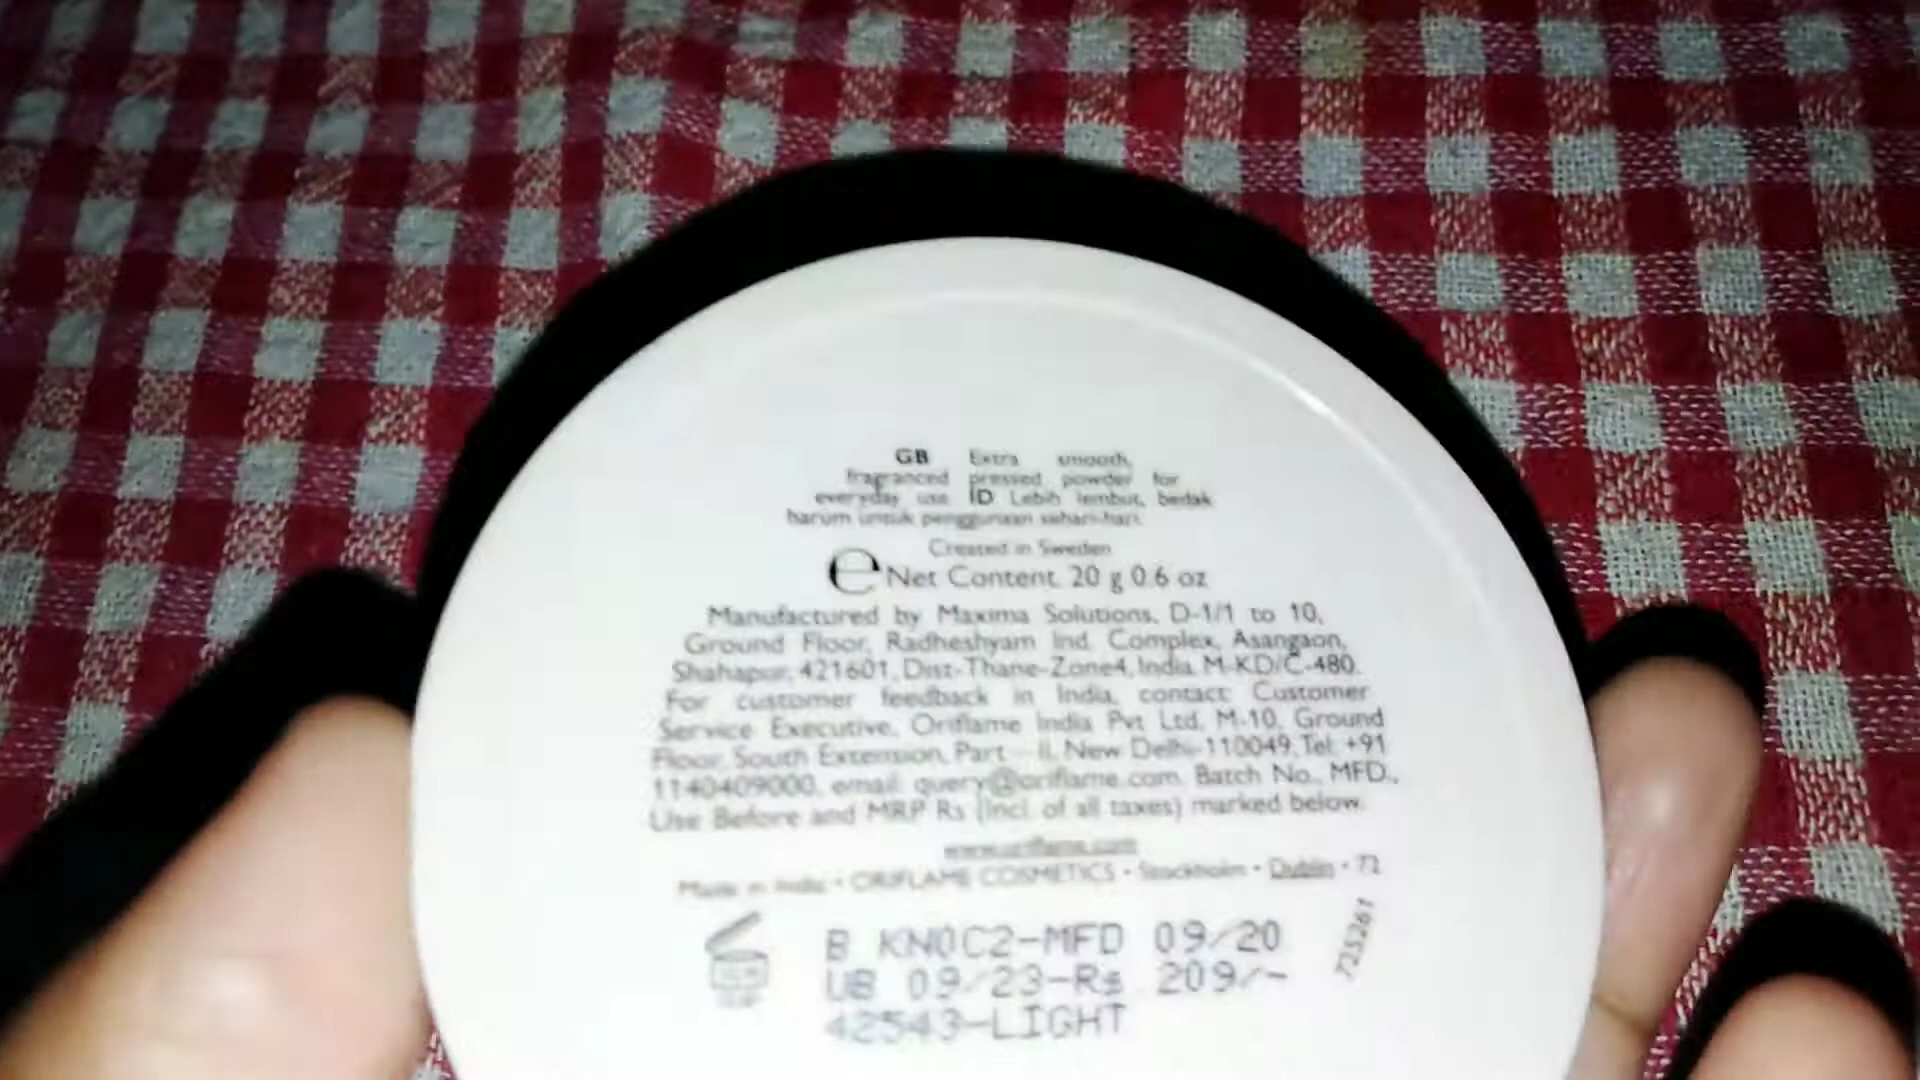 GB Extra smooth,
fragranced pressed powder for
everyday use. ID Lebih lembut, bedak
harum untuk penggunaan sehari-hari.
Created in Sweden
e Net Content. 20 g 0.6 oz
Manufactured by Maxima Solutions, D-1/1 to 10,
Ground Floor, Radheshyam Ind. Complex, Asangaon,
Shahapur, 421601, Dist-Thane-Zone4, India. M-KD/C-480.
For customer feedback in India, contact: Customer
Service Executive, Oriflame India Pvt Ltd, M-10, Ground
Floor, South Extension, Part - II, New Delhi-110049, Tel: +91
1140409000, email: query@oriflame.com. Batch No., MFD.,
Use Before and MRP Rs (Incl. of all taxes) marked below.
www.oriflame.com
Made in India • ORIFLAME COSMETICS • Stockholm • Dublin • 72
B KN0C2-MFD 09/20
UB 09/23-Rs 209/-
42543-LIGHT
725261